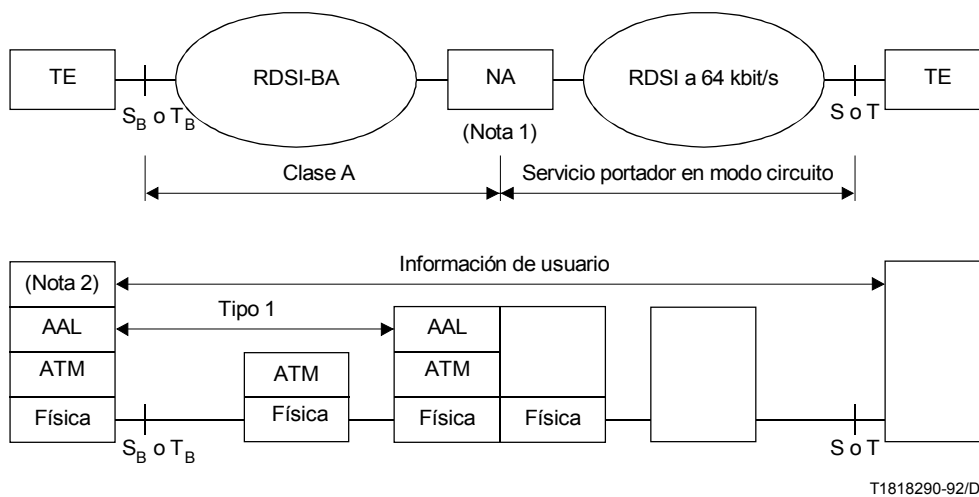 TE
RDSI-BA
NA
RDSI a 64 kbit/s
TE
S_B o T_B
(Nota 1)
S o T
Clase A
Servicio portador en modo circuito
(Nota 2)
Información de usuario
AAL
Tipo 1
AAL
ATM
ATM
ATM
Física
Física
Física
Física
S_B o T_B
S o T
T1818290-92/D